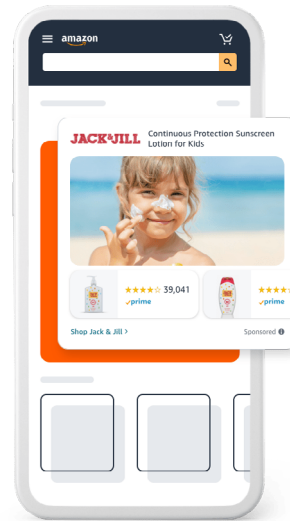 amazon
JACK&JILL
Continuous Protection Sunscreen
Lotion for Kids
39,041
prime
prime
Shop Jack & Jill >
Sponsored